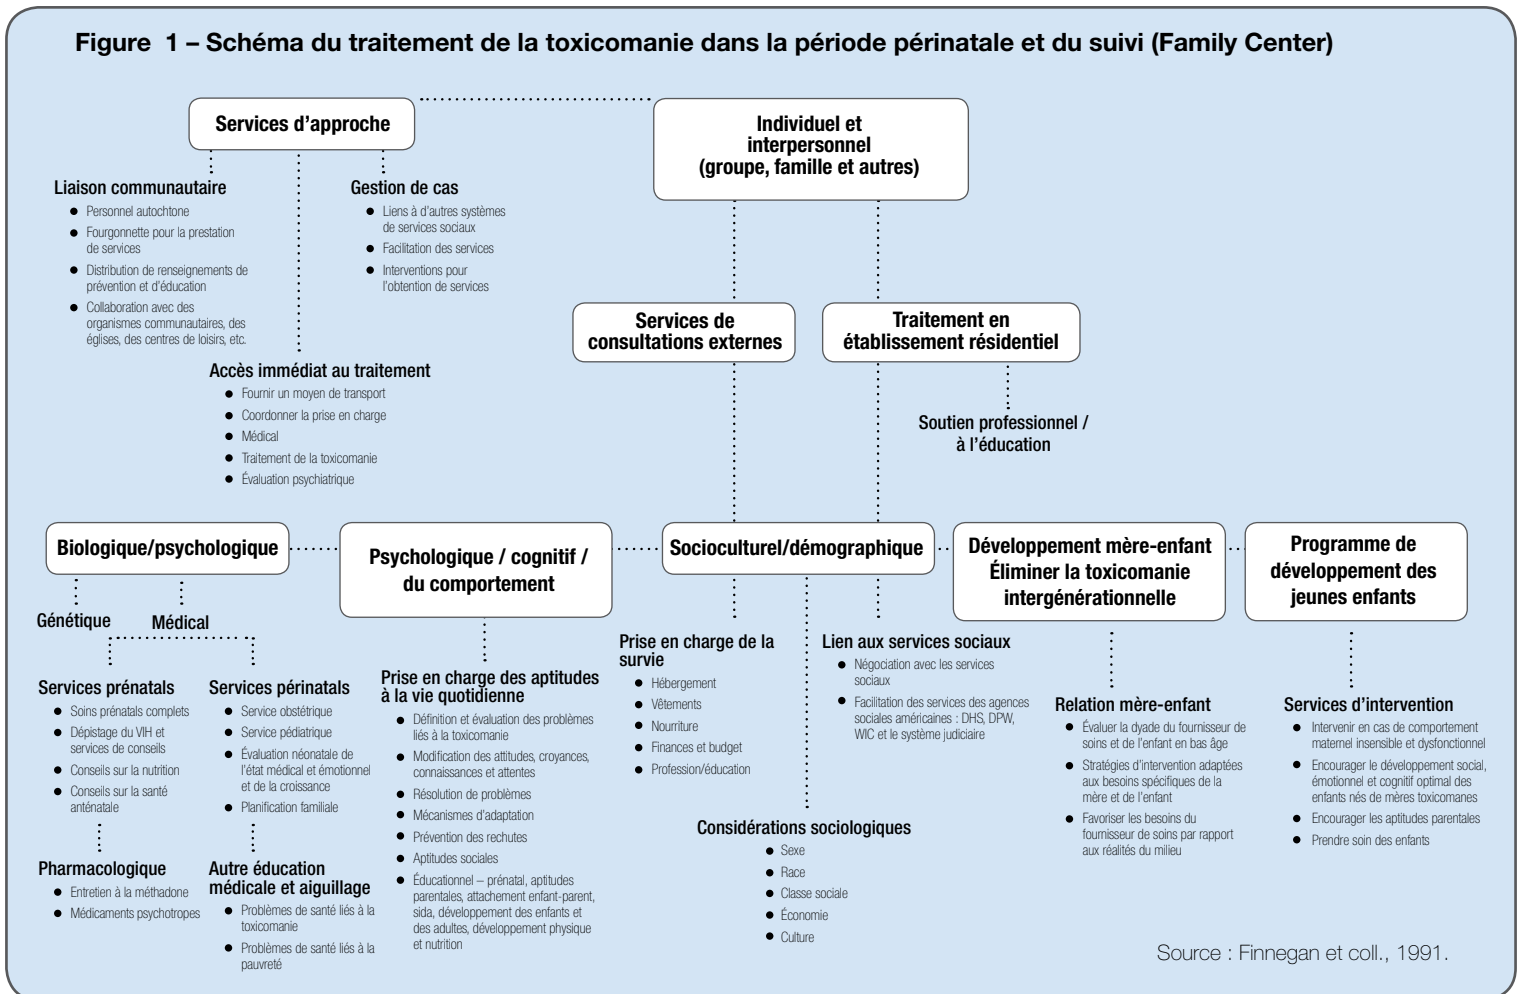 Figure 1 – Schéma du traitement de la toxicomanie dans la période périnatale et du suivi (Family Center)
Services d'approche
Individuel et
interpersonnel
(groupe, famille et autres)
Liaison communautaire
Personnel autochtone
Fourgonnette pour la prestation
de services
Distribution de renseignements de
prévention et d'éducation
Collaboration avec des
organismes communautaires, des
églises, des centres de loisirs, etc.
Gestion de cas
Liens à d'autres systèmes
de services sociaux
Facilitation des services
Interventions pour
l'obtention de services
Accès immédiat au traitement
Fournir un moyen de transport
Coordonner la prise en charge
Médical
Traitement de la toxicomanie
Évaluation psychiatrique
Services de
consultations externes
Traitement en
établissement résidentiel
Soutien professionnel /
à l'éducation
Biologique/psychologique
Génétique
Médical
Services prénatals
Soins prénatals complets
Dépistage du VIH et
services de conseils
Conseils sur la nutrition
Conseils sur la santé
anténatale
Pharmacologique
Entretien à la méthadone
Médicaments psychotropes
Services périnatals
Service obstétrique
Service pédiatrique
Évaluation néonatale de
l'état médical et émotionnel
et de la croissance
Planification familiale
Autre éducation
médicale et aiguillage
Problèmes de santé liés à la
toxicomanie
Problèmes de santé liés à la
pauvreté
Psychologique / cognitif /
du comportement
Prise en charge des aptitudes
à la vie quotidienne
Définition et évaluation des problèmes
liés à la toxicomanie
Modification des attitudes, croyances,
connaissances et attentes
Résolution de problèmes
Mécanismes d'adaptation
Prévention des rechutes
Aptitudes sociales
Éducationnel – prénatal, aptitudes
parentales, attachement enfant-parent,
sida, développement des enfants et
des adultes, développement physique
et nutrition
Socioculturel/démographique
Prise en charge de la
survie
Hébergement
Vêtements
Nourriture
Finances et budget
Profession/éducation
Considérations sociologiques
Sexe
Race
Classe sociale
Économie
Culture
Lien aux services sociaux
Négociation avec les services
sociaux
Facilitation des services des agences
sociales américaines : DHS, DPW,
WIC et le système judiciaire
Développement mère-enfant
Éliminer la toxicomanie
intergénérationnelle
Relation mère-enfant
Évaluer la dyade du fournisseur de
soins et de l'enfant en bas âge
Stratégies d'intervention adaptées
aux besoins spécifiques de la
mère et de l'enfant
Favoriser les besoins du
fournisseur de soins par rapport
aux réalités du milieu
Programme de
développement des
jeunes enfants
Services d'intervention
Intervenir en cas de comportement
maternel insensible et dysfonctionnel
Encourager le développement social,
émotionnel et cognitif optimal des
enfants nés de mères toxicomanes
Encourager les aptitudes parentales
Prendre soin des enfants
Source : Finnegan et coll., 1991.